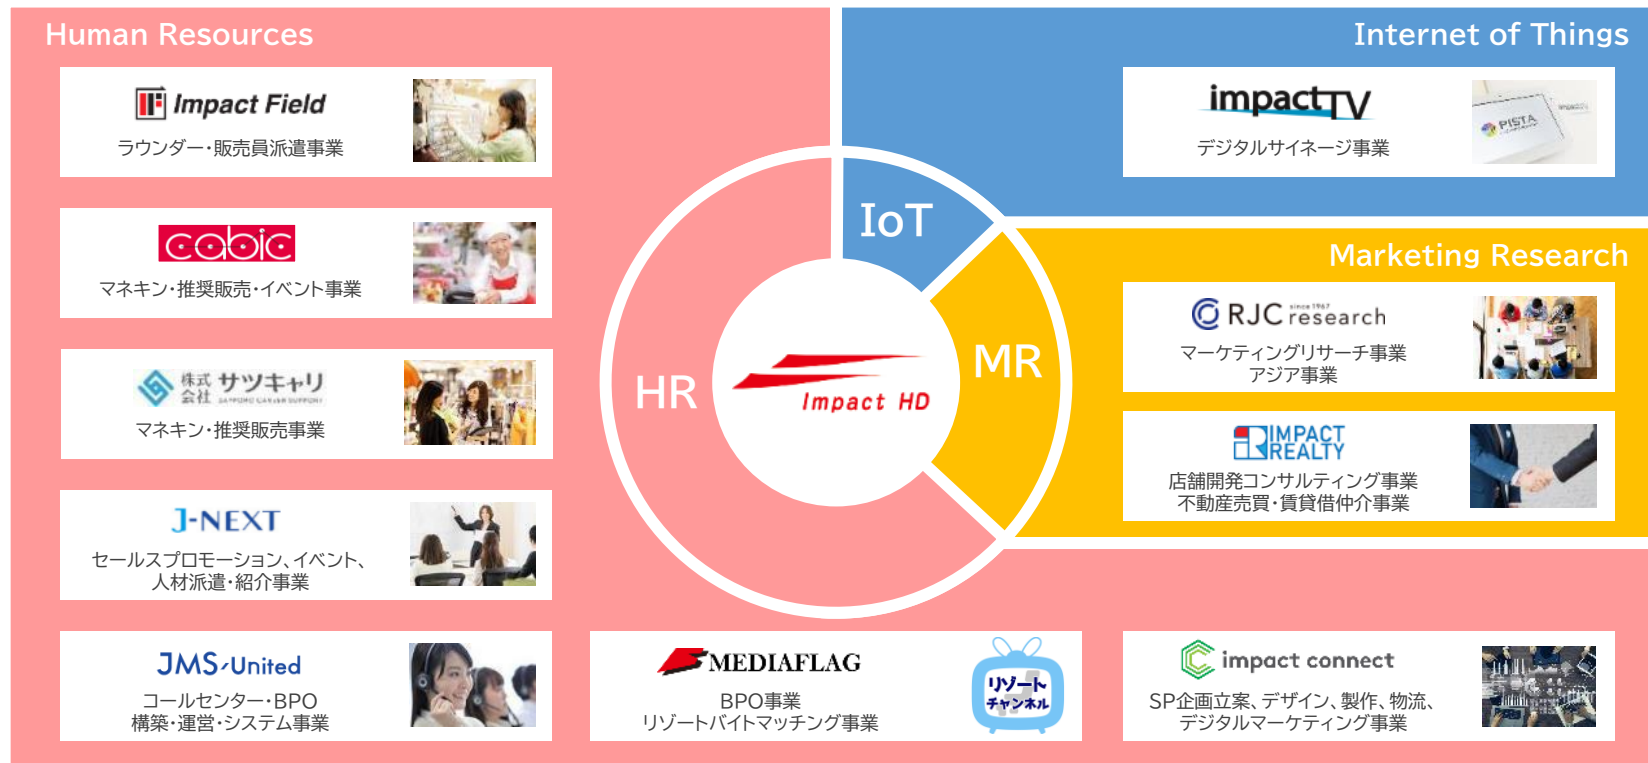 Human Resources
Impact Field
ラウンダー・販売員派遣事業
cabic
マネキン・推奨販売・イベント事業
株式会社 サツキャリ
SAPPORO CAREER SUPPORT
マネキン・推奨販売事業
J-NEXT
セールスプロモーション、イベント、
人材派遣・紹介事業
JMS United
コールセンター・BPO
構築・運営・システム事業
MEDIAFLAG
BPO事業
リゾートバイトマッチング事業
リゾート
チャンネル
impact connect
SP企画立案、デザイン、製作、物流、
デジタルマーケティング事業
HR
IoT
MR
Impact HD
Internet of Things
impactTV
デジタルサイネージ事業
PISTA
Marketing Research
RJC research
since 1967
マーケティングリサーチ事業
アジア事業
IMPACT
REALTY
店舗開発コンサルティング事業
不動産売買・賃貸借仲介事業